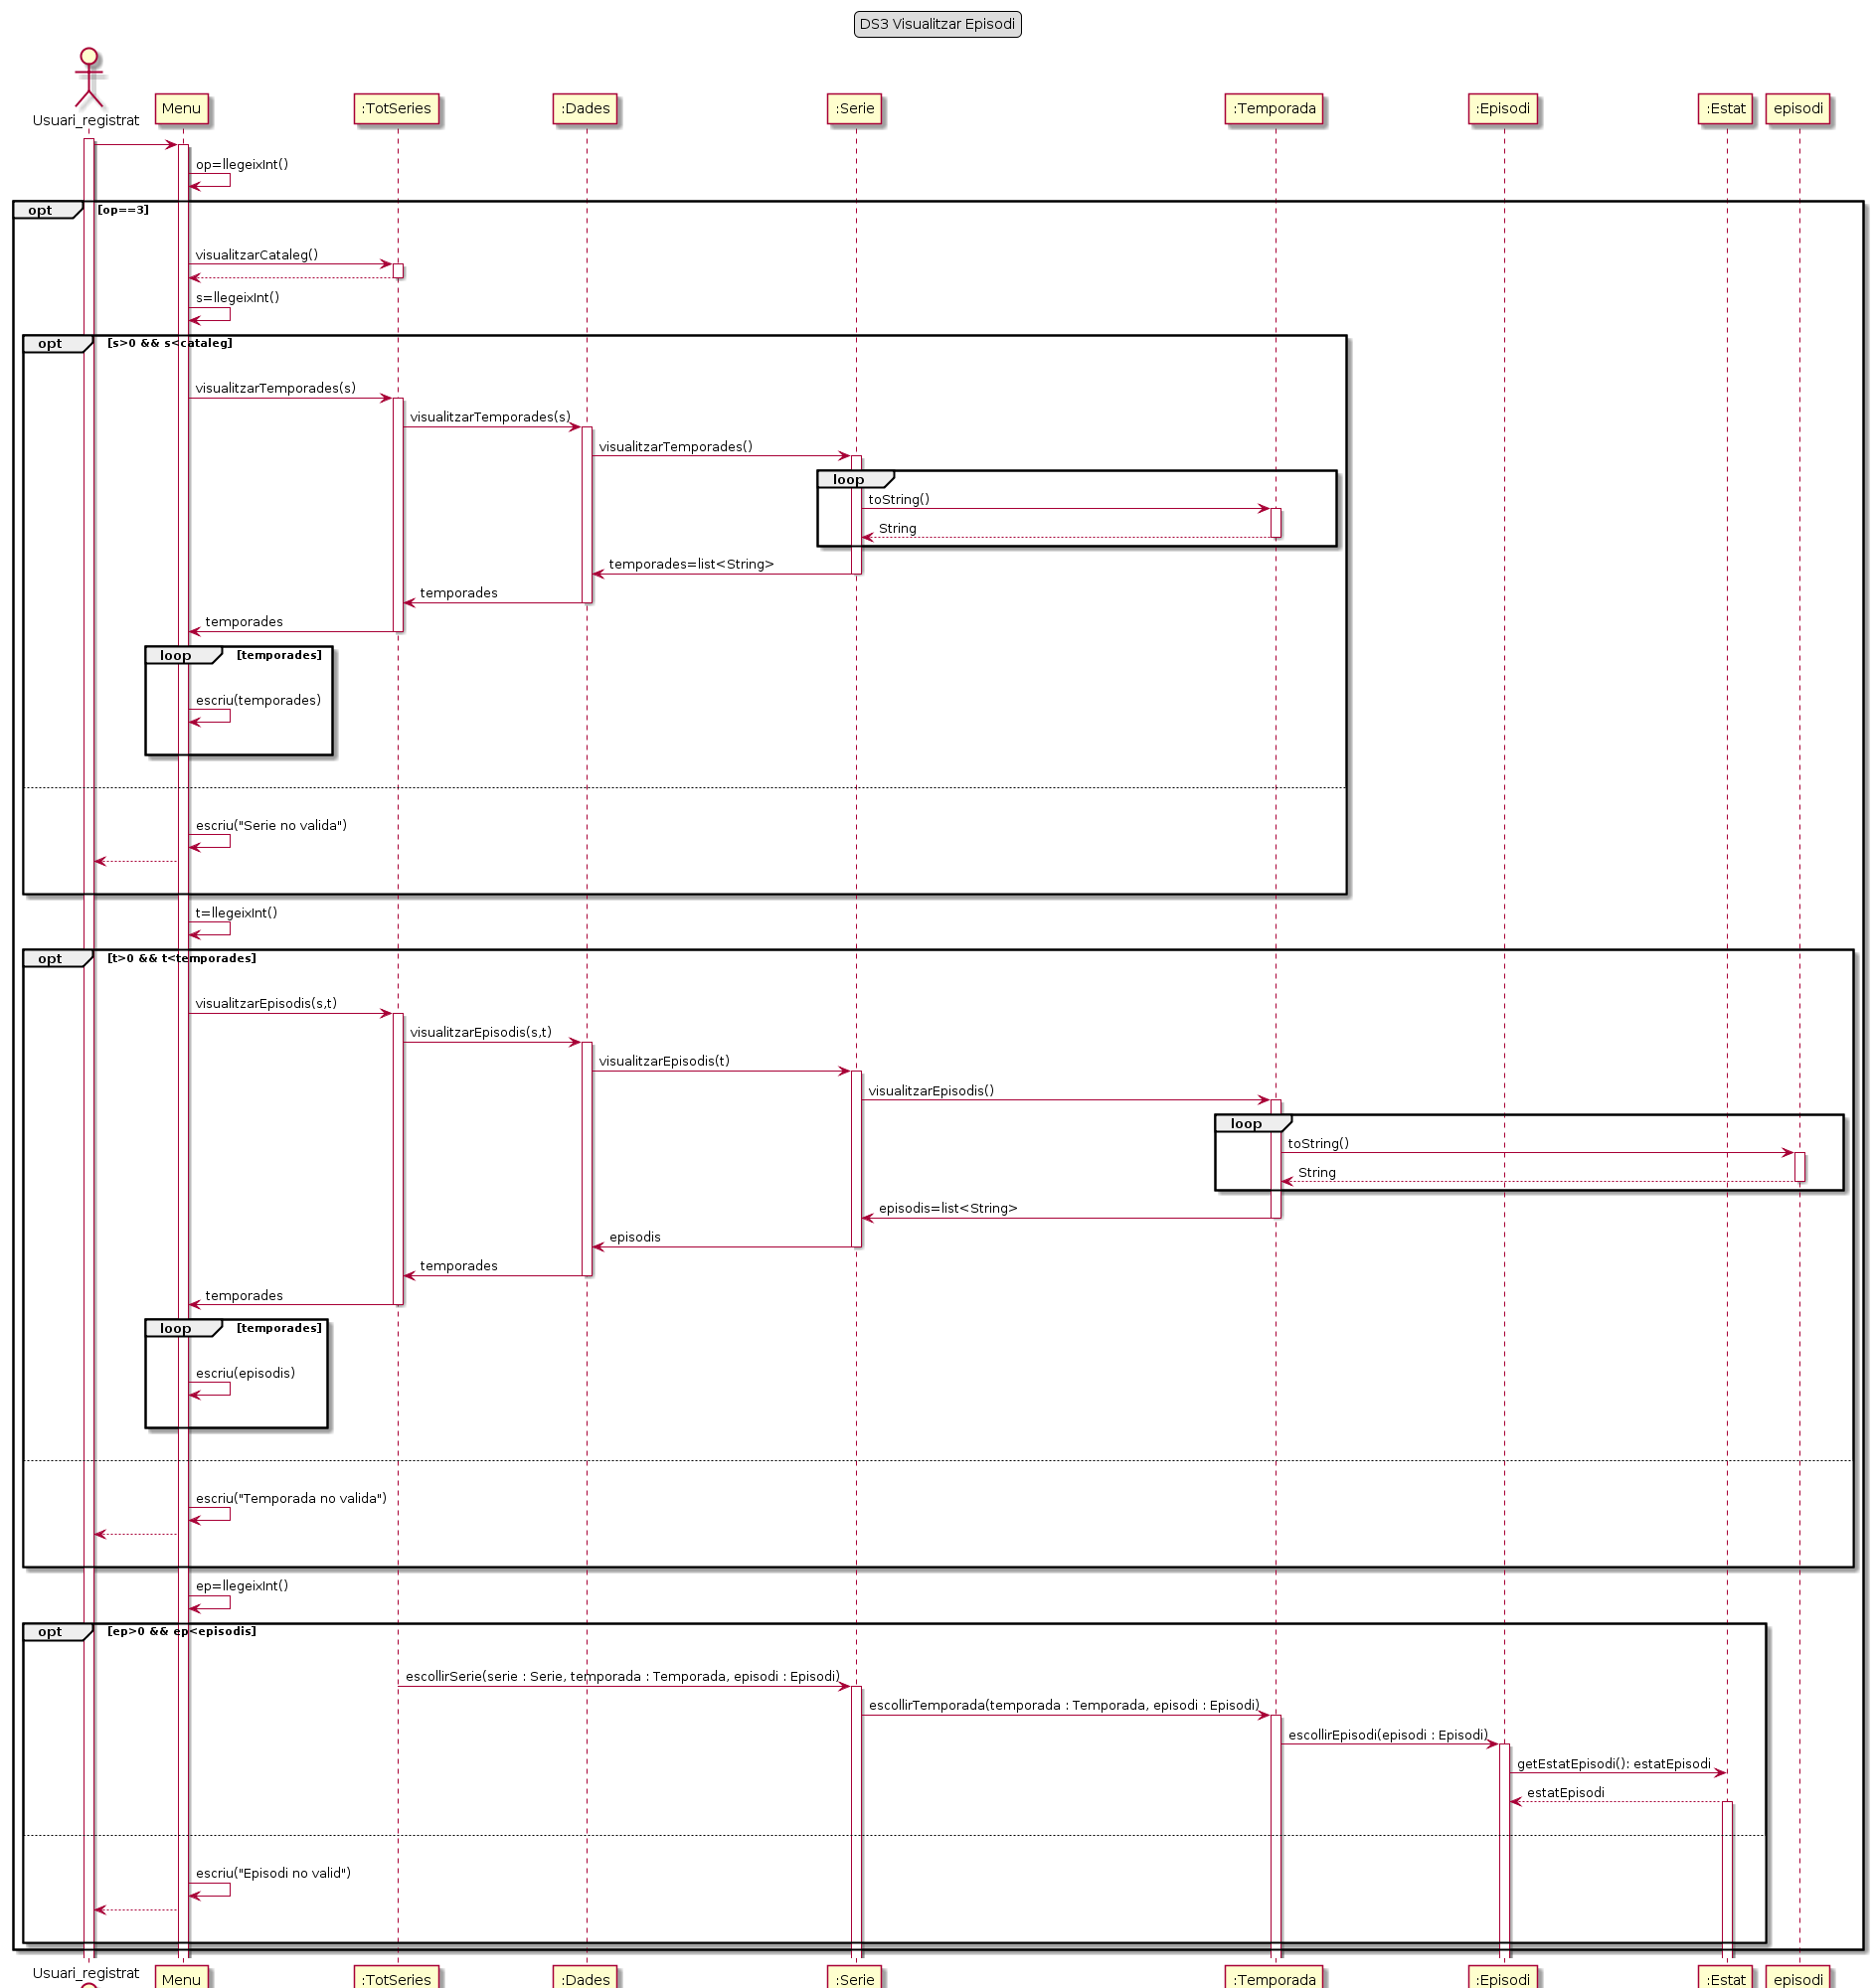 DS3 Visualitzar Episodi
Usuari_registrat
Menu
:TotSeries
:Dades
:Serie
:Temporada
:Episodi
:Estat
episodi
op=llegeixInt()
opt [op==3]
visualitzarCataleg()
s=llegeixInt()
opt [s>0 && s<cataleg]
visualitzarTemporades(s)
visualitzarTemporades(s)
visualitzarTemporades()
loop
toString()
String
temporades=list<String>
temporades
temporades
loop [temporades]
escriu(temporades)
escriu("Serie no valida")
t=llegeixInt()
opt [t>0 && t<temporades]
visualitzarEpisodis(s,t)
visualitzarEpisodis(s,t)
visualitzarEpisodis(t)
visualitzarEpisodis()
loop
toString()
String
episodis=list<String>
episodis
temporades
temporades
loop [temporades]
escriu(episodis)
escriu("Temporada no valida")
ep=llegeixInt()
opt [ep>0 && ep<episodis]
escollirSerie(serie : Serie, temporada : Temporada, episodi : Episodi)
escollirTemporada(temporada : Temporada, episodi : Episodi)
escollirEpisodi(episodi : Episodi)
getEstatEpisodi(): estatEpisodi
estatEpisodi
escriu("Episodi no valid")
Usuari_registrat
Menu
:TotSeries
:Dades
:Serie
:Temporada
:Episodi
:Estat
episodi